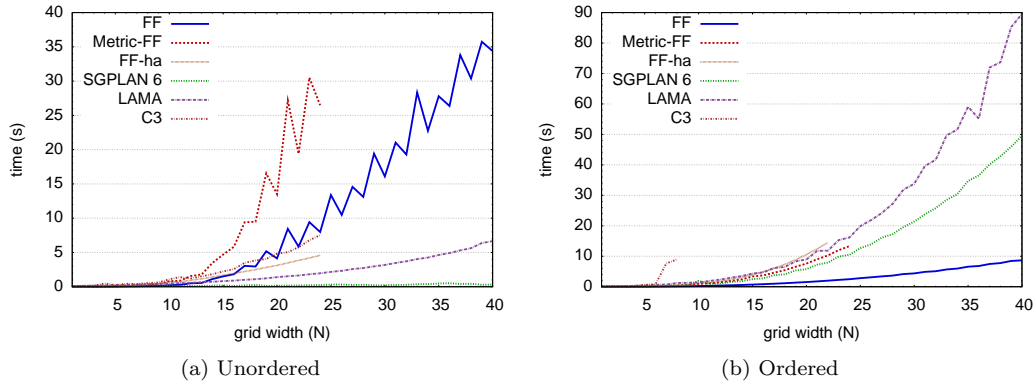 40
35
30
25
20
15
10
5
0
time (s)
FF
Metric-FF
FF-ha
SGPLAN 6
LAMA
C3
5 10 15 20 25 30 35 40
grid width (N)
(a) Unordered
90
80
70
60
50
40
30
20
10
0
time (s)
FF
Metric-FF
FF-ha
SGPLAN 6
LAMA
C3
5 10 15 20 25 30 35 40
grid width (N)
(b) Ordered